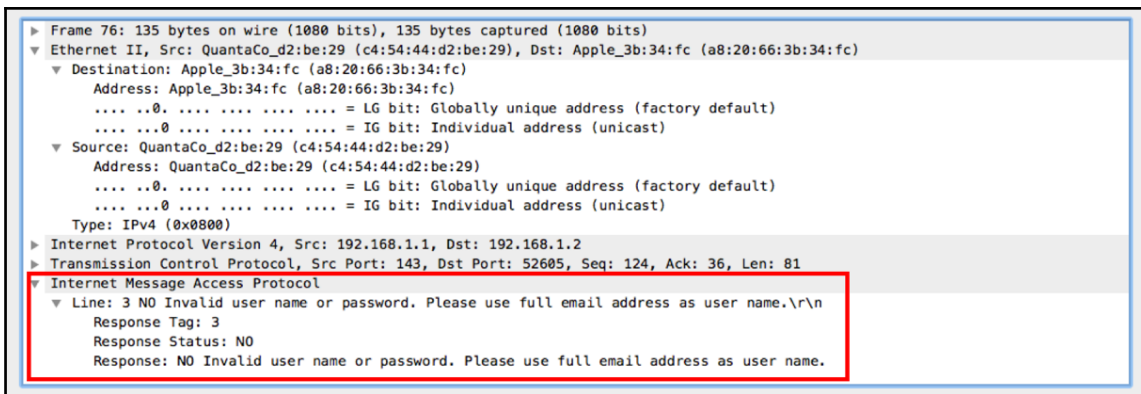 Frame 76: 135 bytes on wire (1080 bits), 135 bytes captured (1080 bits)
Ethernet II, Src: QuantaCo_d2:be:29 (c4:54:44:d2:be:29), Dst: Apple_3b:34:fc (a8:20:66:3b:34:fc)
Destination: Apple_3b:34:fc (a8:20:66:3b:34:fc)
Address: Apple_3b:34:fc (a8:20:66:3b:34:fc)
.... ..0. .... .... .... .... = LG bit: Globally unique address (factory default)
.... ...0 .... .... .... .... = IG bit: Individual address (unicast)
Source: QuantaCo_d2:be:29 (c4:54:44:d2:be:29)
Address: QuantaCo_d2:be:29 (c4:54:44:d2:be:29)
.... ..0. .... .... .... .... = LG bit: Globally unique address (factory default)
.... ...0 .... .... .... .... = IG bit: Individual address (unicast)
Type: IPv4 (0x0800)
Internet Protocol Version 4, Src: 192.168.1.1, Dst: 192.168.1.2
Transmission Control Protocol, Src Port: 143, Dst Port: 52605, Seq: 124, Ack: 36, Len: 81
Internet Message Access Protocol
Line: 3 NO Invalid user name or password. Please use full email address as user name.\r\n
Response Tag: 3
Response Status: NO
Response: NO Invalid user name or password. Please use full email address as user name.